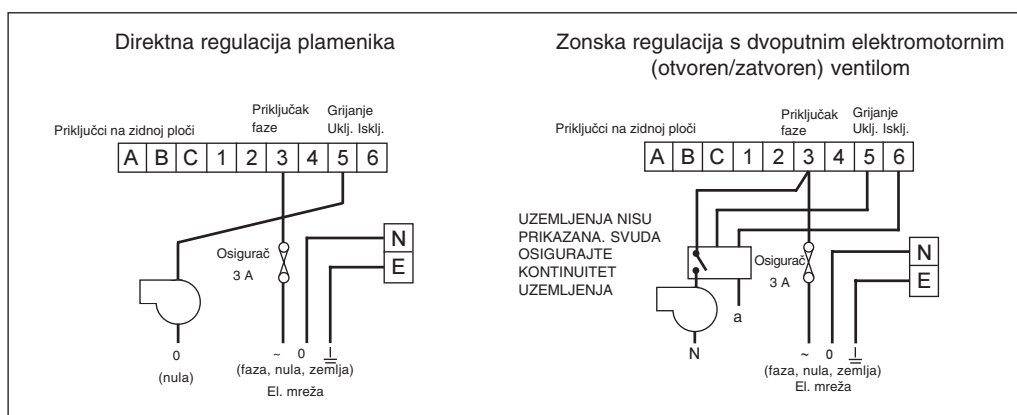 Direktna regulacija plamenika
Priključci na zidnoj ploči
Priključak
faze
Grijanje
Uklj. Isklj.
A B C 1 2 3 4 5 6
Osigurač
3 A
N
E
0
(nula)
~ 0
(faza, nula, zemlja)
El. mreža
Zonska regulacija s dvoputnim elektromotornim
(otvoren/zatvoren) ventilom
Priključci na zidnoj ploči
Priključak
faze
Grijanje
Uklj. Isklj.
A B C 1 2 3 4 5 6
UZEMLJENJA NISU
PRIKAZANA. SVUDA
OSIGURAJTE
KONTINUITET
UZEMLJENJA
Osigurač
3 A
a
N
E
N
~ 0
(faza, nula, zemlja)
El. mreža